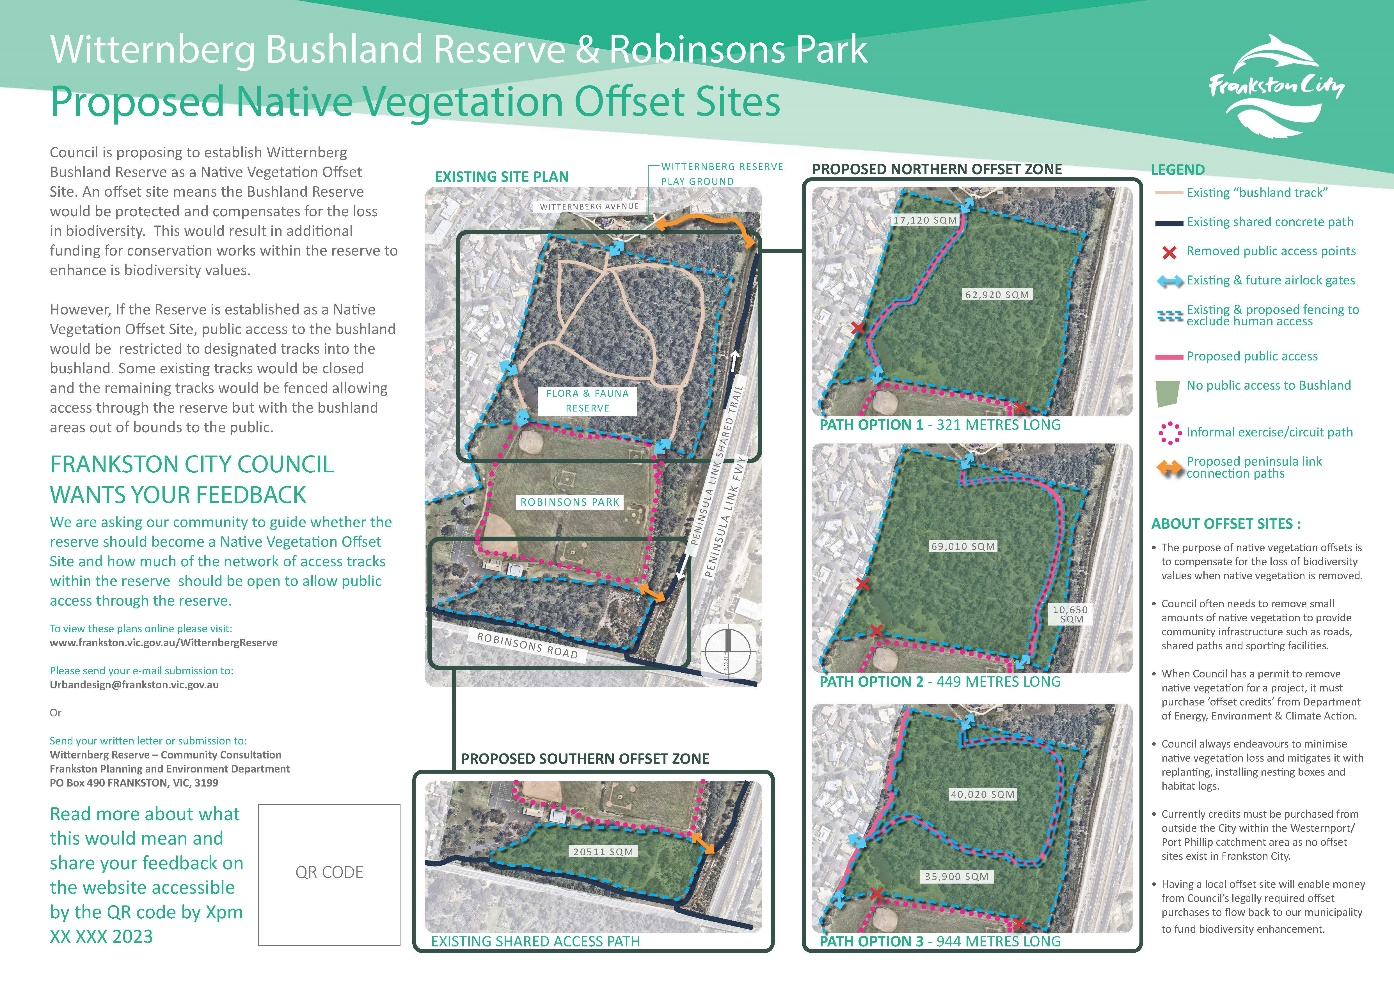 Witternberg Bushland Reserve & Robinsons Park
Proposed Native Vegetation Offset Sites
Frankston City
Council is proposing to establish Witternberg
Bushland Reserve as a Native Vegetation Offset
Site. An offset site means the Bushland Reserve
would be protected and compensates for the loss
in biodiversity. This would result in additional
funding for conservation works within the reserve to
enhance is biodiversity values.
However, If the Reserve is established as a Native
Vegetation Offset Site, public access to the bushland
would be restricted to designated tracks into the
bushland. Some existing tracks would be closed
and the remaining tracks would be fenced allowing
access through the reserve but with the bushland
areas out of bounds to the public.
FRANKSTON CITY COUNCIL
WANTS YOUR FEEDBACK
We are asking our community to guide whether the
reserve should become a Native Vegetation Offset
Site and how much of the network of access tracks
within the reserve should be open to allow public
access through the reserve.
To view these plans online please visit:
www.frankston.vic.gov.au/WitternbergReserve
Please send your e-mail submission to:
Urbandesign@frankston.vic.gov.au
Or
Send your written letter or submission to:
Witternberg Reserve – Community Consultation
Frankston Planning and Environment Department
PO Box 490 FRANKSTON, VIC, 3199
Read more about what
this would mean and
share your feedback on
the website accessible
by the QR code by Xpm
XX XXX 2023
QR CODE
EXISTING SITE PLAN
WITTERNBERG RESERVE
PLAY GROUND
WITTERNBERG AVENUE
FLORA & FAUNA
RESERVE
ROBINSONS PARK
PENINSULA LINK SHARED TRAIL
PENINSULA LINK FWY
ROBINSONS ROAD
PROPOSED SOUTHERN OFFSET ZONE
20511 SQM
EXISTING SHARED ACCESS PATH
PROPOSED NORTHERN OFFSET ZONE
17,120 SQM
62,920 SQM
PATH OPTION 1 - 321 METRES LONG
69,010 SQM
10,650
SQM
PATH OPTION 2 - 449 METRES LONG
40,020 SQM
35,900 SQM
PATH OPTION 3 - 944 METRES LONG
LEGEND
Existing "bushland track"
Existing shared concrete path
Removed public access points
Existing & future airlock gates
Existing & proposed fencing to
exclude human access
Proposed public access
No public access to Bushland
Informal exercise/circuit path
Proposed peninsula link
connection paths
ABOUT OFFSET SITES :
• The purpose of native vegetation offsets is
to compensate for the loss of biodiversity
values when native vegetation is removed.
• Council often needs to remove small
amounts of native vegetation to provide
community infrastructure such as roads,
shared paths and sporting facilities.
• When Council has a permit to remove
native vegetation for a project, it must
purchase 'offset credits' from Department
of Energy, Environment & Climate Action.
• Council always endeavours to minimise
native vegetation loss and mitigates it with
replanting, installing nesting boxes and
habitat logs.
• Currently credits must be purchased from
outside the City within the Westernport/
Port Phillip catchment area as no offset
sites exist in Frankston City.
• Having a local offset site will enable money
from Council's legally required offset
purchases to flow back to our municipality
to fund biodiversity enhancement.